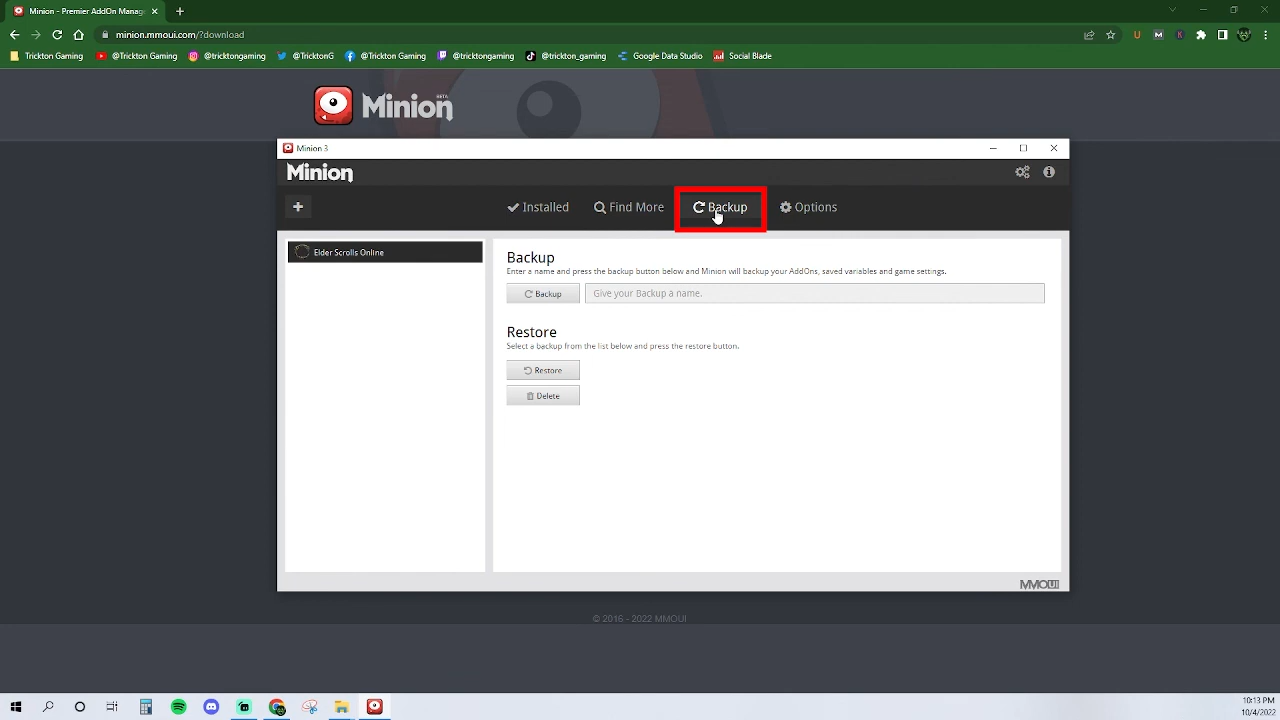 Minion - Premier AddOn Manag
minion.mmoui.com/?download
Trickton Gaming @Trickton Gaming @tricktongaming @TricktonG @Trickton Gaming @tricktongaming @trickton_gaming Google Data Studio Social Blade
Minion BETA
Minion 3
Minion
Installed Find More Backup Options
Elder Scrolls Online
Backup
Enter a name and press the backup button below and Minion will backup your AddOns, saved variables and game settings.
Backup Give your Backup a name.
Restore
Select a backup from the list below and press the restore button.
Restore
Delete
MMOUI
© 2016 - 2022 MMOUI
10:13 PM
10/4/2022